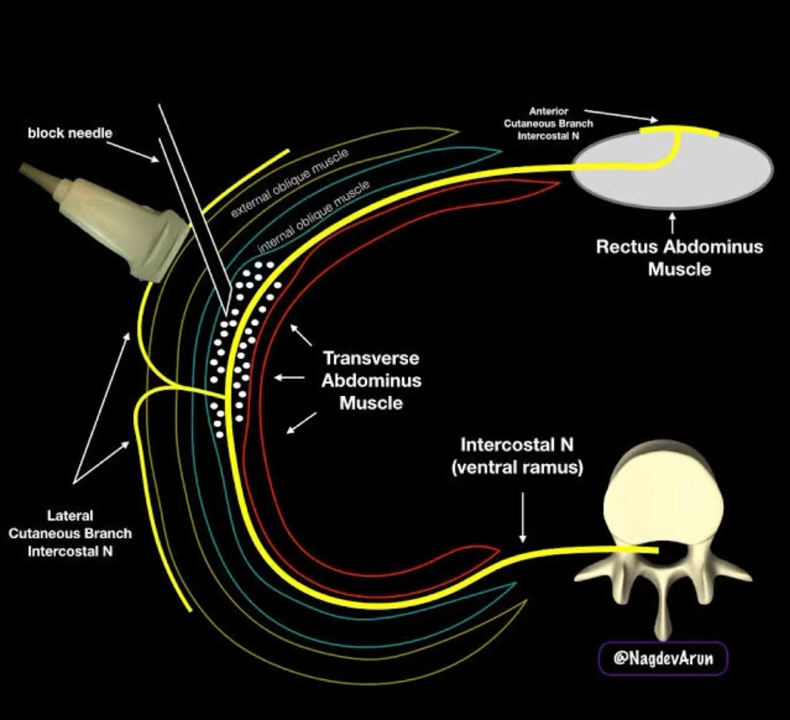 Anterior
Cutaneous Branch
Intercostal N
block needle
external oblique muscle
internal oblique muscle
Rectus Abdominus
Muscle
Transverse
Abdominus
Muscle
Intercostal N
(ventral ramus)
Lateral
Cutaneous Branch
Intercostal N
@NagdevArun